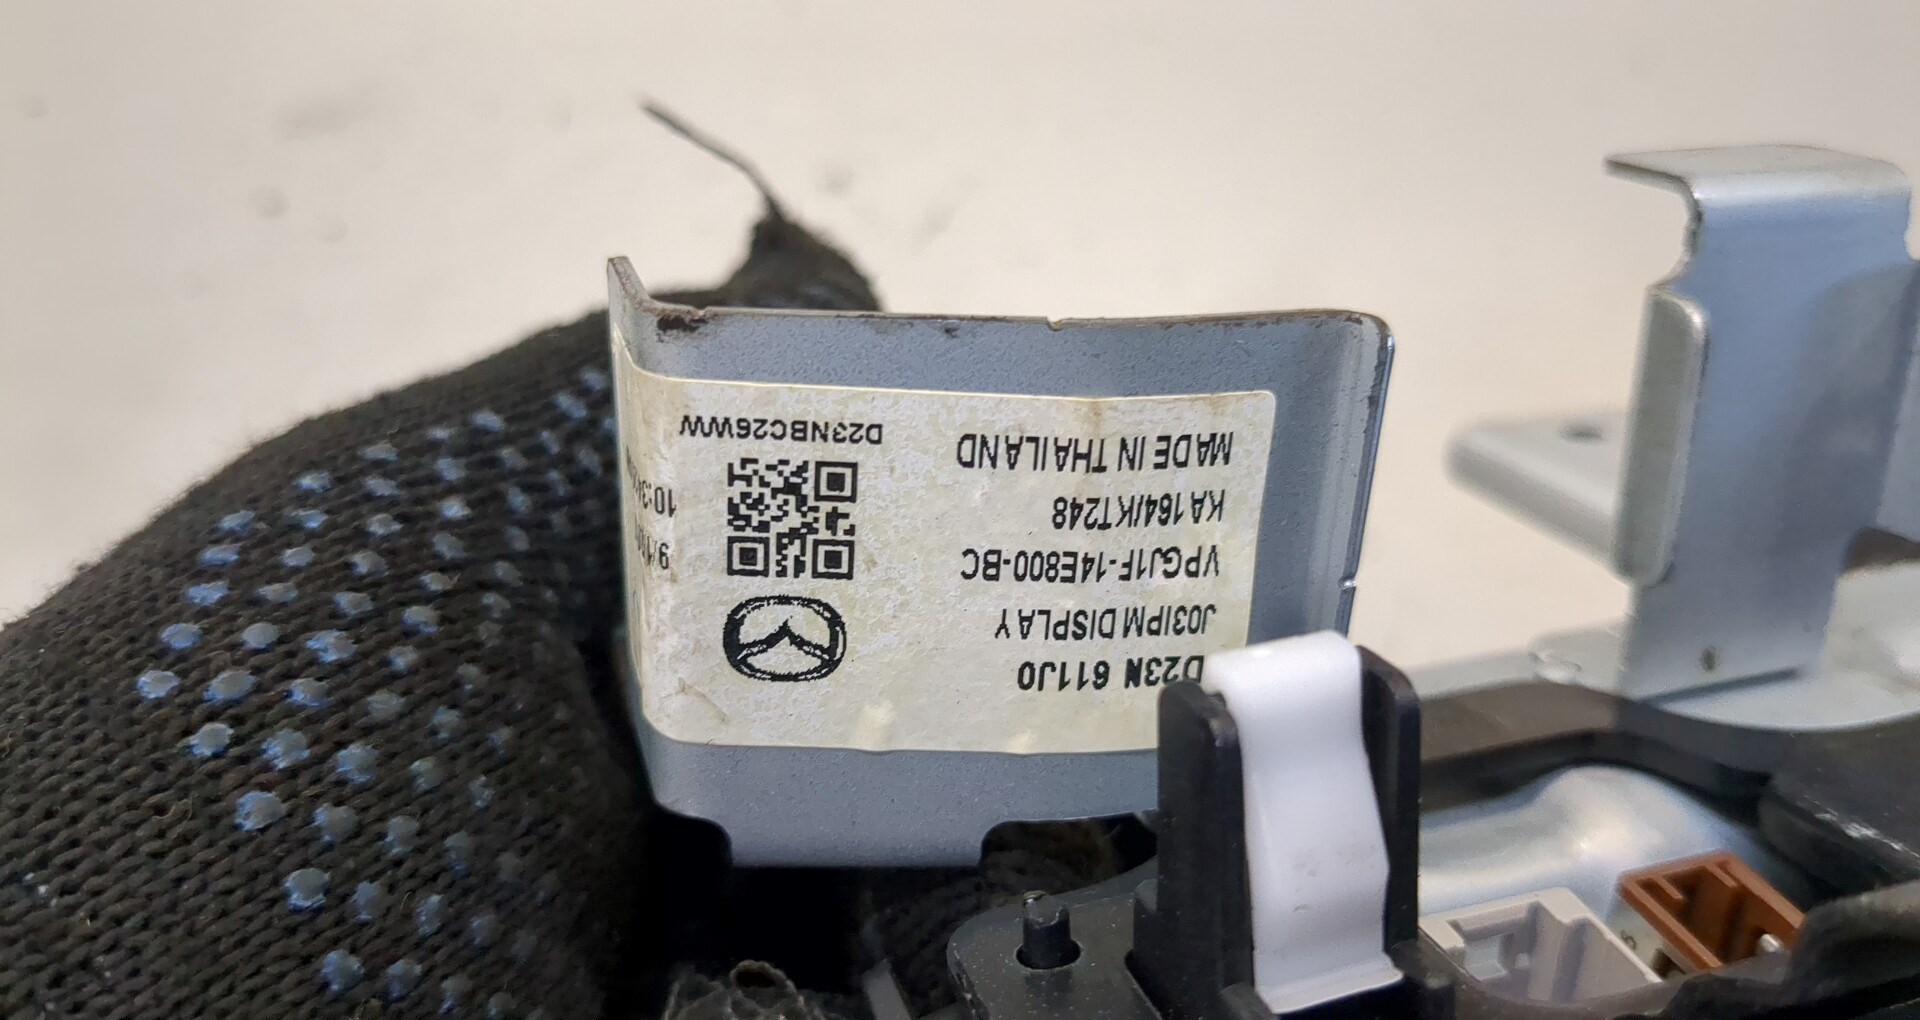 D23N 611J0
J03IPM DISPLAY
VPGJ1F-14E800-BC
KA164/KT248
MADE IN THAILAND
D23NBC26WW